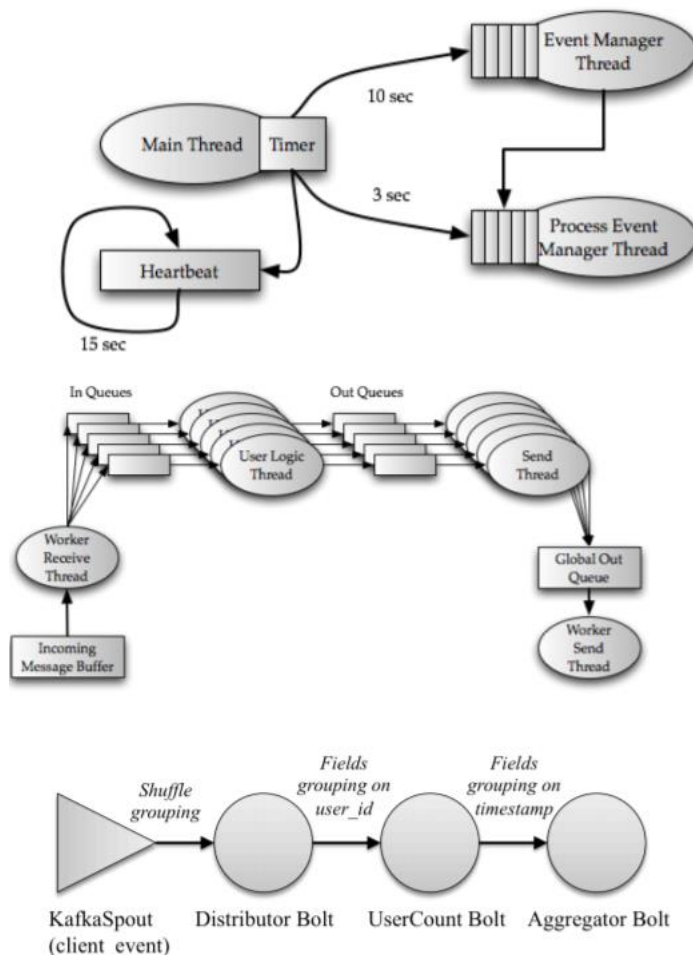 Event Manager
Thread
10 sec
Main Thread
Timer
3 sec
Process Event
Manager Thread
Heartbeat
15 sec
In Queues
Out Queues
User Logic
Thread
Send
Thread
Worker
Receive
Thread
Global Out
Queue
Incoming
Message Buffer
Worker
Send
Thread
Shuffle
grouping
Fields
grouping on
user_id
Fields
grouping on
timestamp
KafkaSpout
(client_event)
Distributor Bolt
UserCount Bolt
Aggregator Bolt